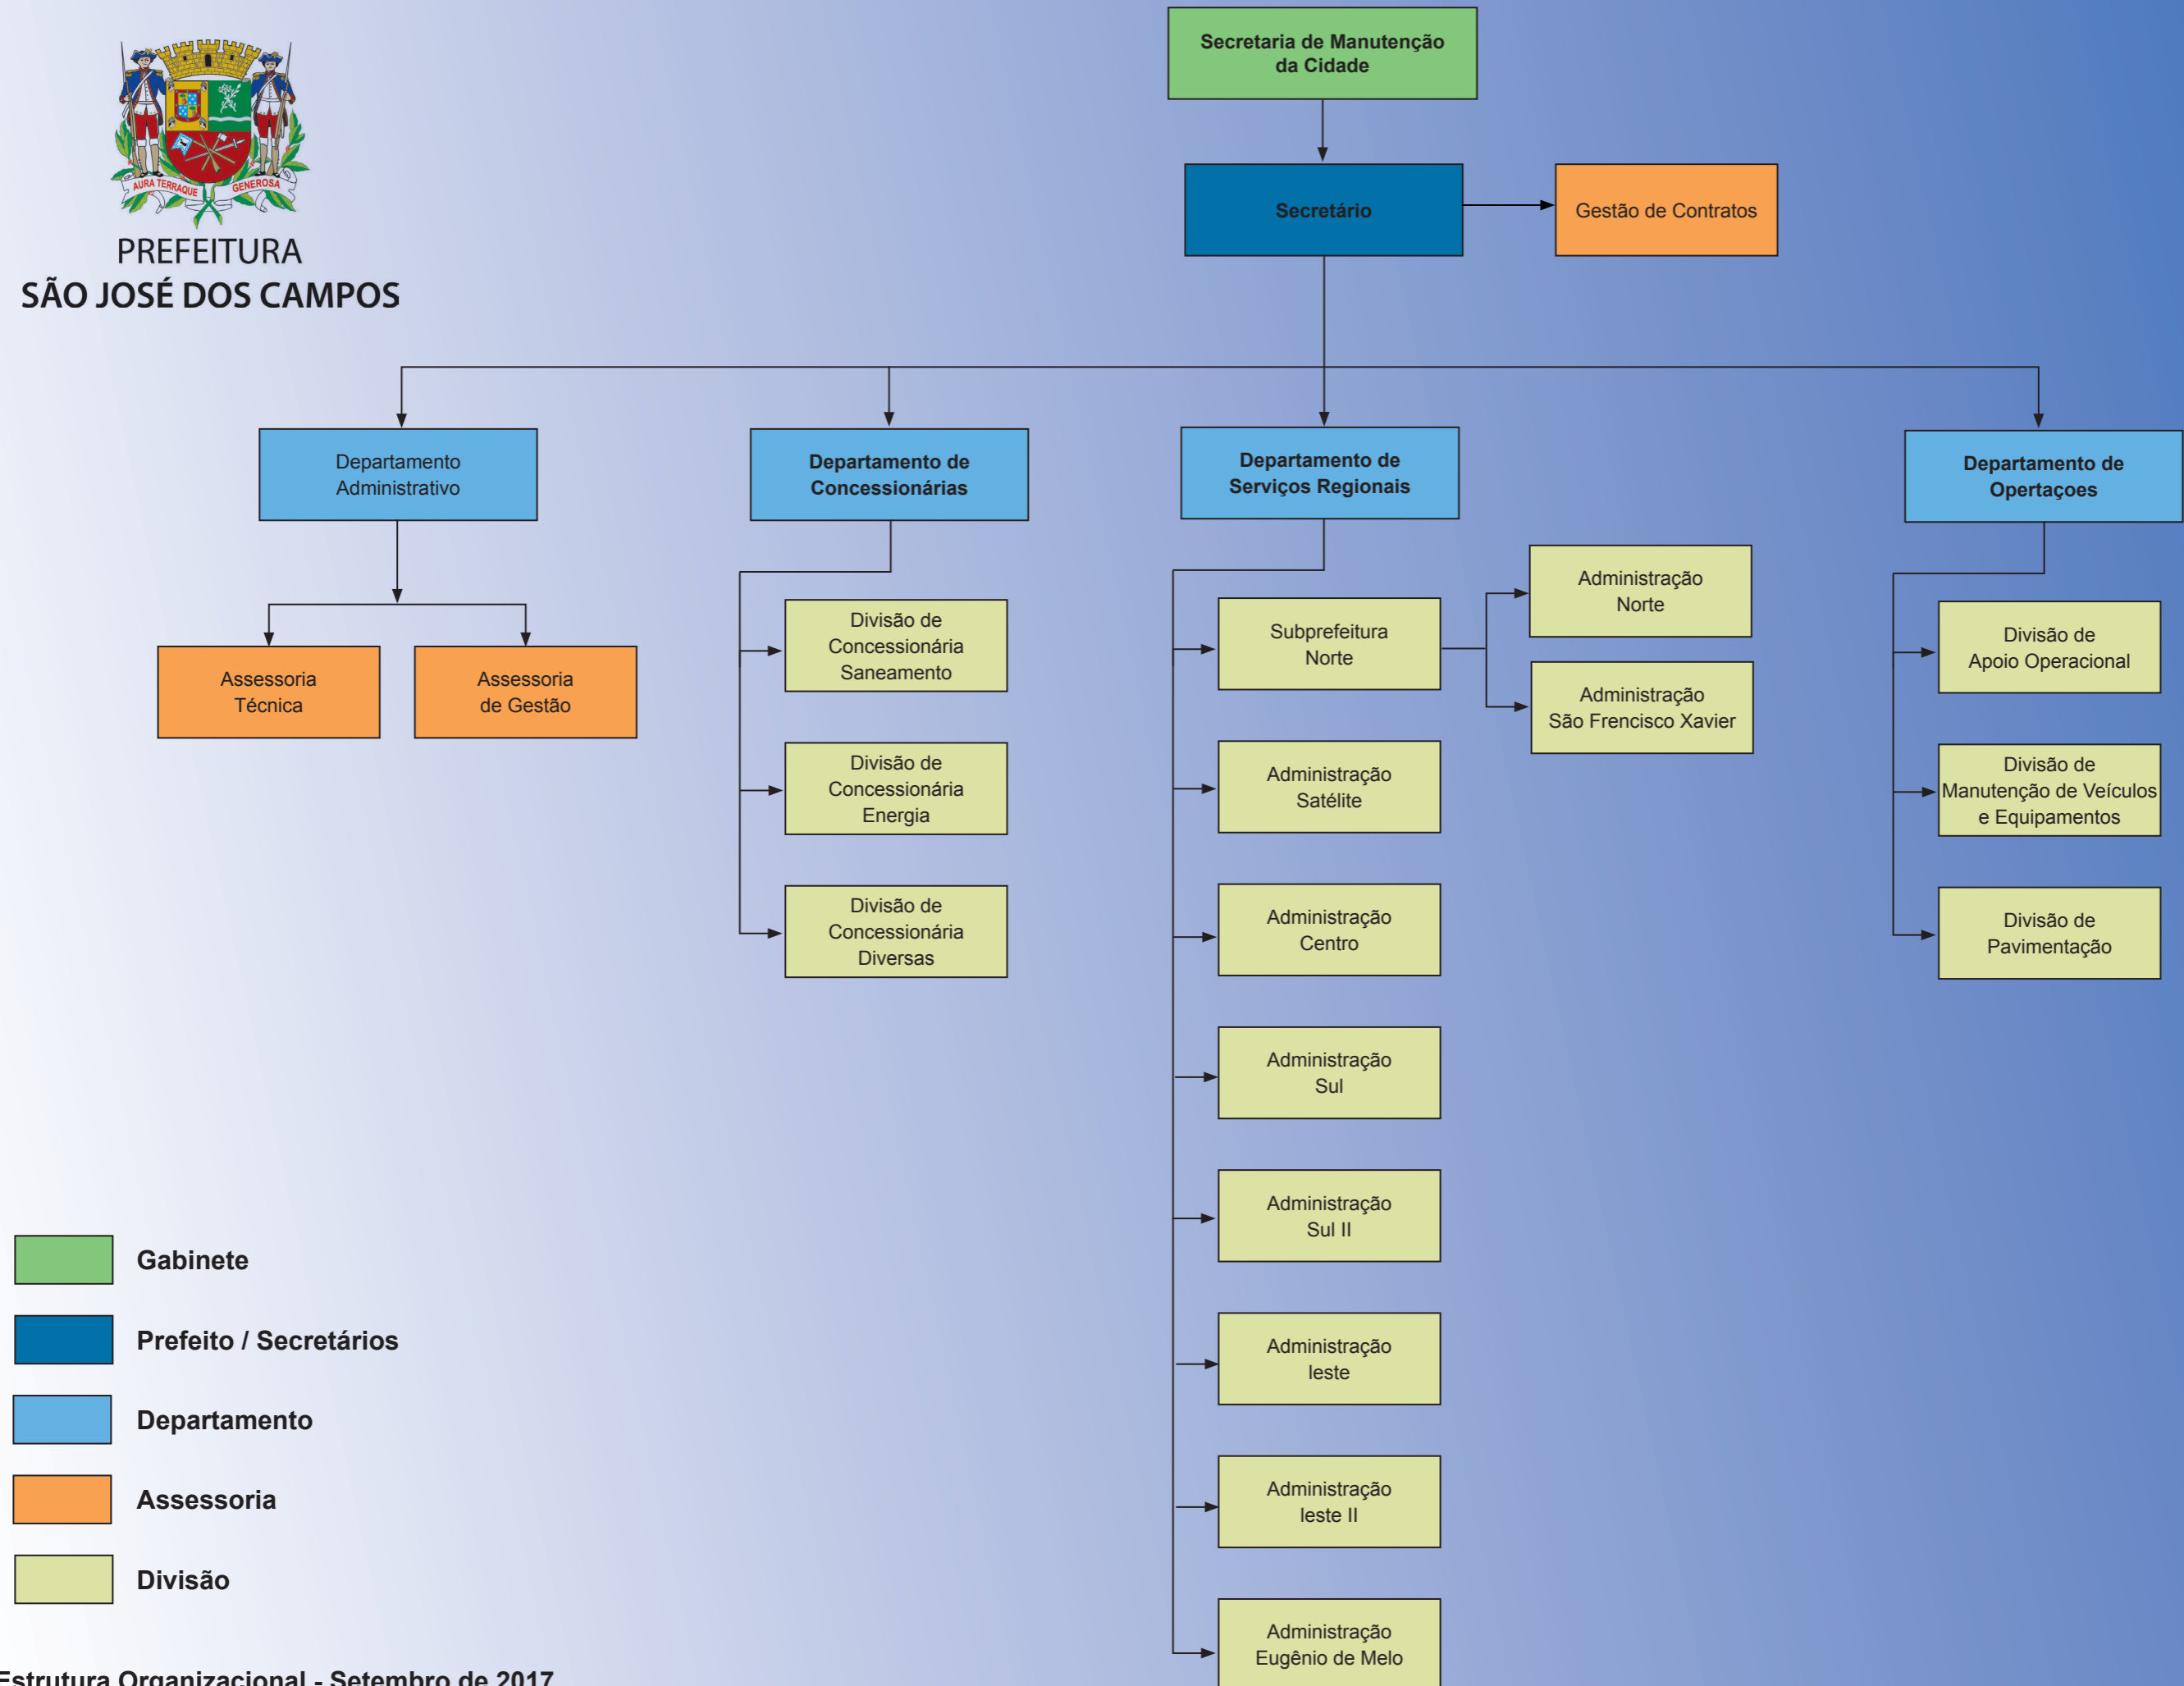 Secretaria de Manutenção
da Cidade
AURA TERRAQUE GENEROSA
PREFEITURA
SÃO JOSÉ DOS CAMPOS
Secretário
Gestão de Contratos
Departamento
Administrativo
Departamento de
Concessionárias
Departamento de
Serviços Regionais
Departamento de
Opertaçoes
Assessoria
Técnica
Assessoria
de Gestão
Divisão de
Concessionária
Saneamento
Divisão de
Concessionária
Energia
Divisão de
Concessionária
Diversas
Subprefeitura
Norte
Administração
Norte
Administração
São Frencisco Xavier
Administração
Satélite
Administração
Centro
Administração
Sul
Administração
Sul II
Administração
leste
Administração
leste II
Administração
Eugênio de Melo
Divisão de
Apoio Operacional
Divisão de
Manutenção de Veículos
e Equipamentos
Divisão de
Pavimentação
Gabinete
Prefeito / Secretários
Departamento
Assessoria
Divisão
Estrutura Organizacional - Setembro de 2017